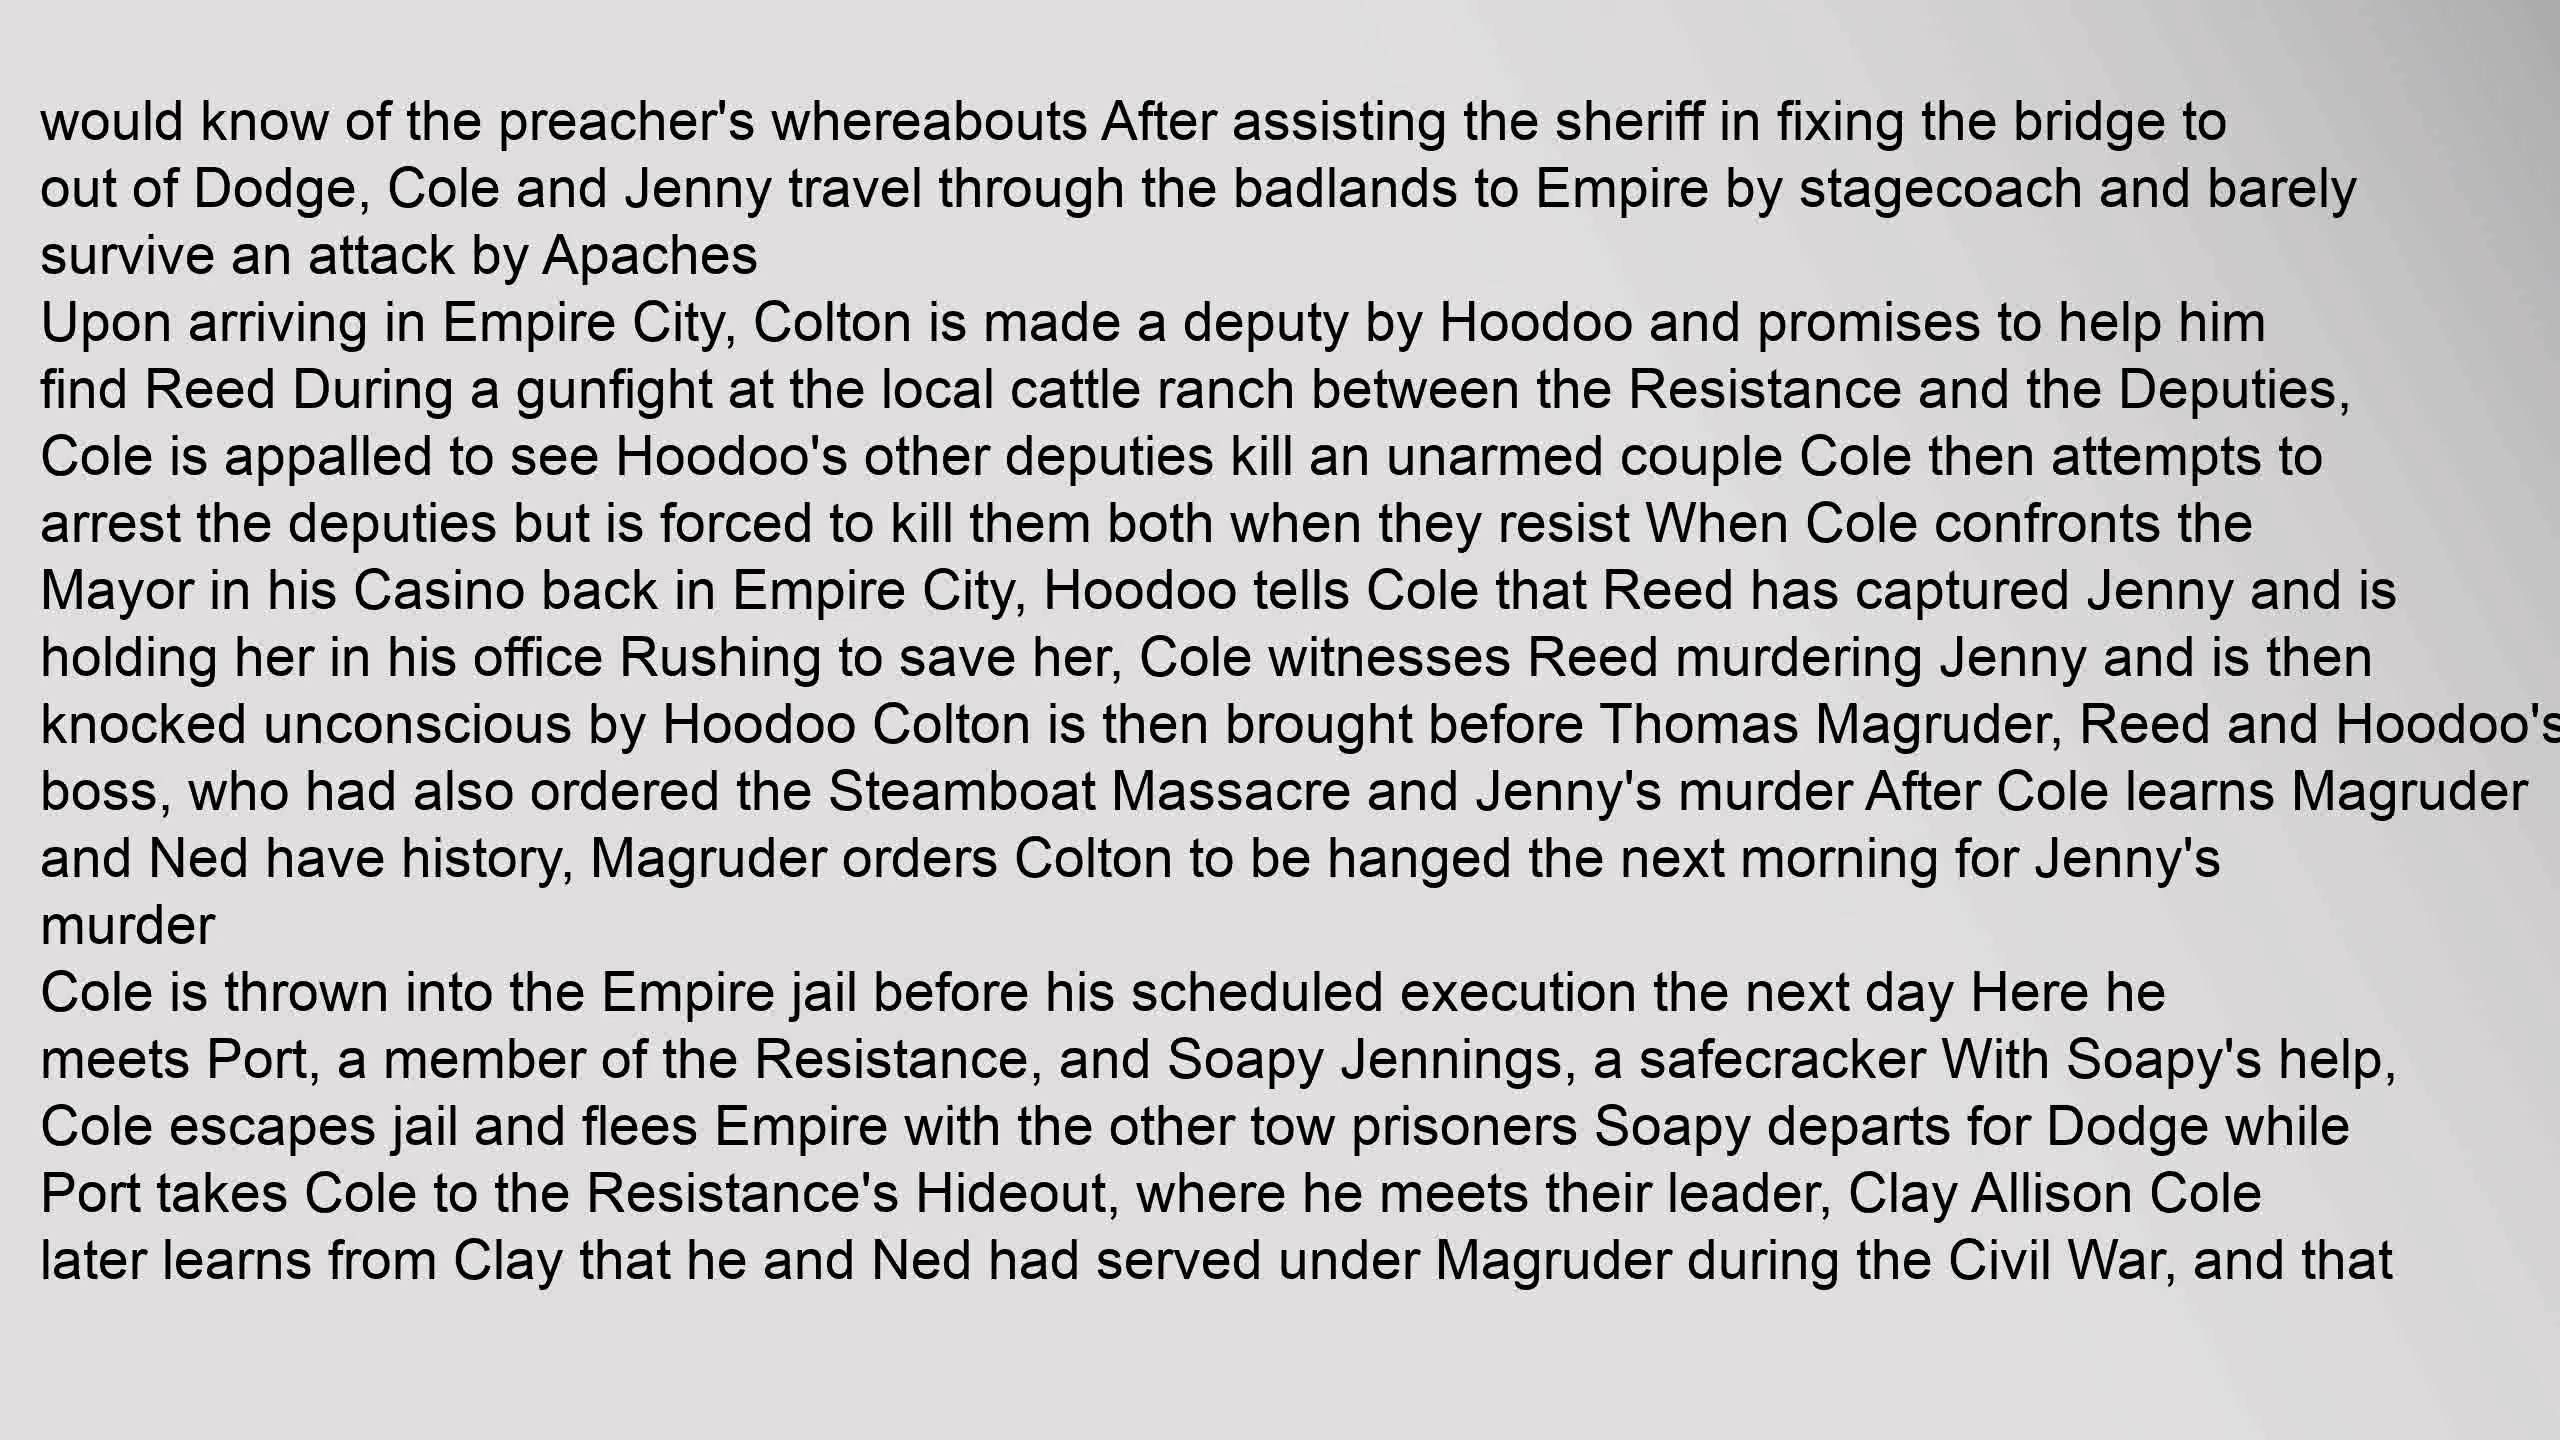 would know of the preacher's whereabouts After assisting the sheriff in fixing the bridge to
out of Dodge, Cole and Jenny travel through the badlands to Empire by stagecoach and barely
survive an attack by Apaches
Upon arriving in Empire City, Colton is made a deputy by Hoodoo and promises to help him
find Reed During a gunfight at the local cattle ranch between the Resistance and the Deputies,
Cole is appalled to see Hoodoo's other deputies kill an unarmed couple Cole then attempts to
arrest the deputies but is forced to kill them both when they resist When Cole confronts the
Mayor in his Casino back in Empire City, Hoodoo tells Cole that Reed has captured Jenny and is
holding her in his office Rushing to save her, Cole witnesses Reed murdering Jenny and is then
knocked unconscious by Hoodoo Colton is then brought before Thomas Magruder, Reed and Hoodoo's
boss, who had also ordered the Steamboat Massacre and Jenny's murder After Cole learns Magruder
and Ned have history, Magruder orders Colton to be hanged the next morning for Jenny's
murder
Cole is thrown into the Empire jail before his scheduled execution the next day Here he
meets Port, a member of the Resistance, and Soapy Jennings, a safecracker With Soapy's help,
Cole escapes jail and flees Empire with the other tow prisoners Soapy departs for Dodge while
Port takes Cole to the Resistance's Hideout, where he meets their leader, Clay Allison Cole
later learns from Clay that he and Ned had served under Magruder during the Civil War, and that